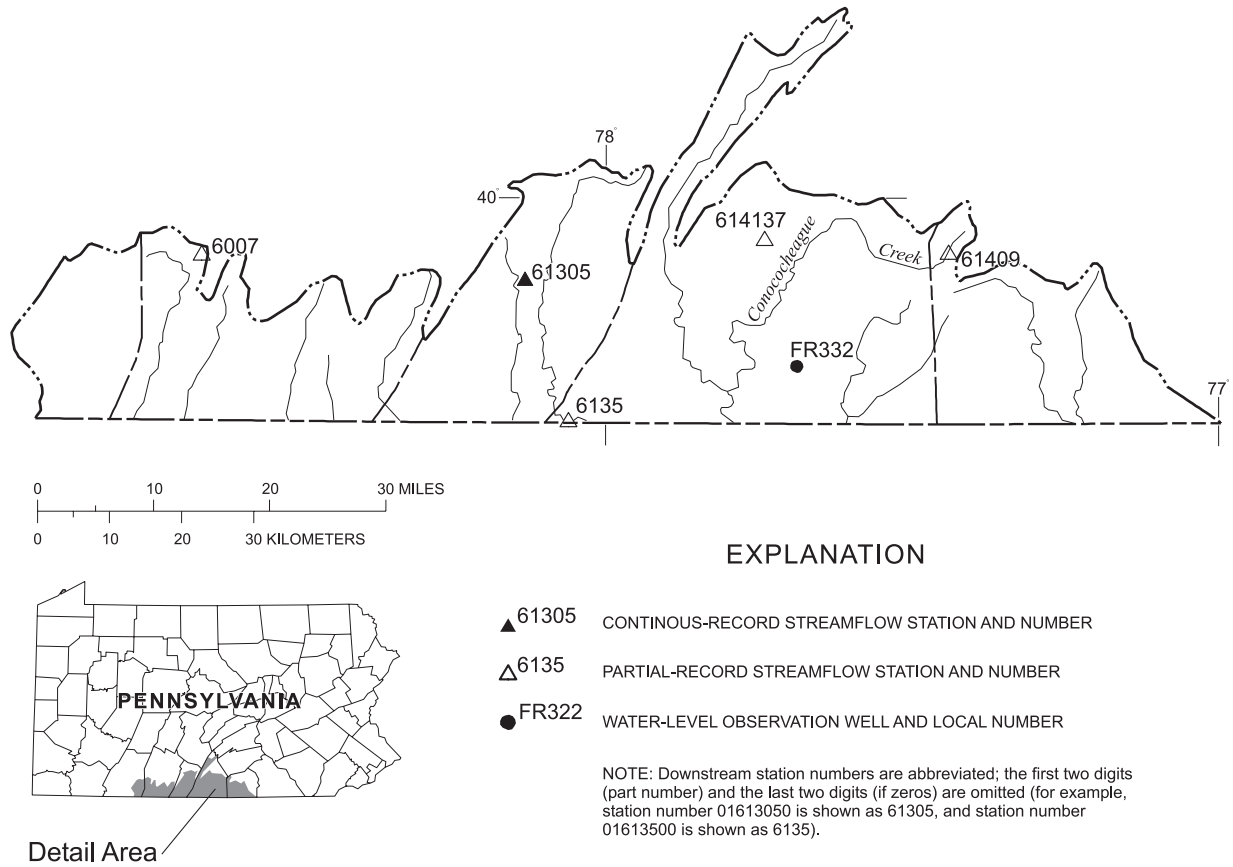 78°
40°
6007
614137
Conococheague
Creek
61409
61305
FR332
6135
77°
0 10 20 30 MILES
0 10 20 30 KILOMETERS
EXPLANATION
61305 CONTINOUS-RECORD STREAMFLOW STATION AND NUMBER
6135 PARTIAL-RECORD STREAMFLOW STATION AND NUMBER
FR322 WATER-LEVEL OBSERVATION WELL AND LOCAL NUMBER
NOTE: Downstream station numbers are abbreviated; the first two digits
(part number) and the last two digits (if zeros) are omitted (for example,
station number 01613050 is shown as 61305, and station number
01613500 is shown as 6135).
PENNSYLVANIA
Detail Area